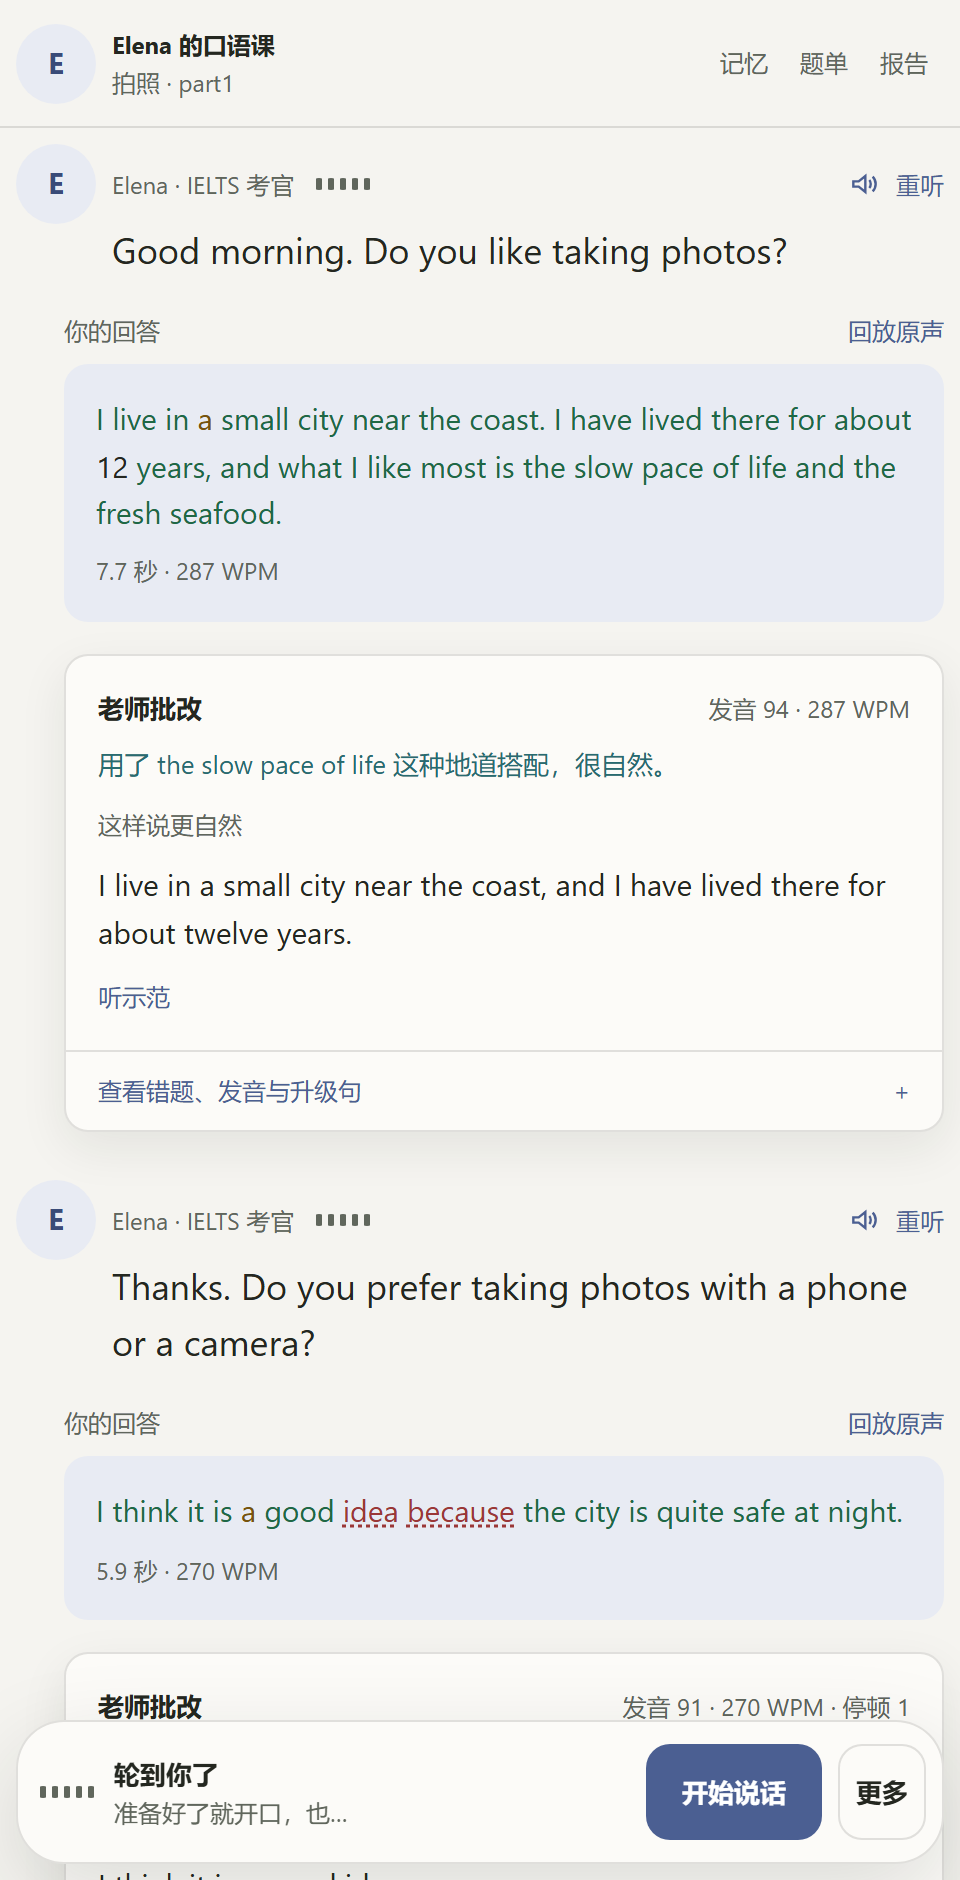 E
Elena 的口语课
拍照 · part1
记忆 题单 报告
E
Elena · IELTS 考官
重听
Good morning. Do you like taking photos?
你的回答
回放原声
I live in a small city near the coast. I have lived there for about
12 years, and what I like most is the slow pace of life and the
fresh seafood.
7.7 秒 · 287 WPM
老师批改
发音 94 · 287 WPM
用了 the slow pace of life 这种地道搭配，很自然。
这样说更自然
I live in a small city near the coast, and I have lived there for
about twelve years.
听示范
查看错题、发音与升级句
+
E
Elena · IELTS 考官
重听
Thanks. Do you prefer taking photos with a phone
or a camera?
你的回答
回放原声
I think it is a good idea because the city is quite safe at night.
5.9 秒 · 270 WPM
老师批改
发音 91 · 270 WPM · 停顿 1
轮到你了
准备好了就开口，也...
开始说话
更多